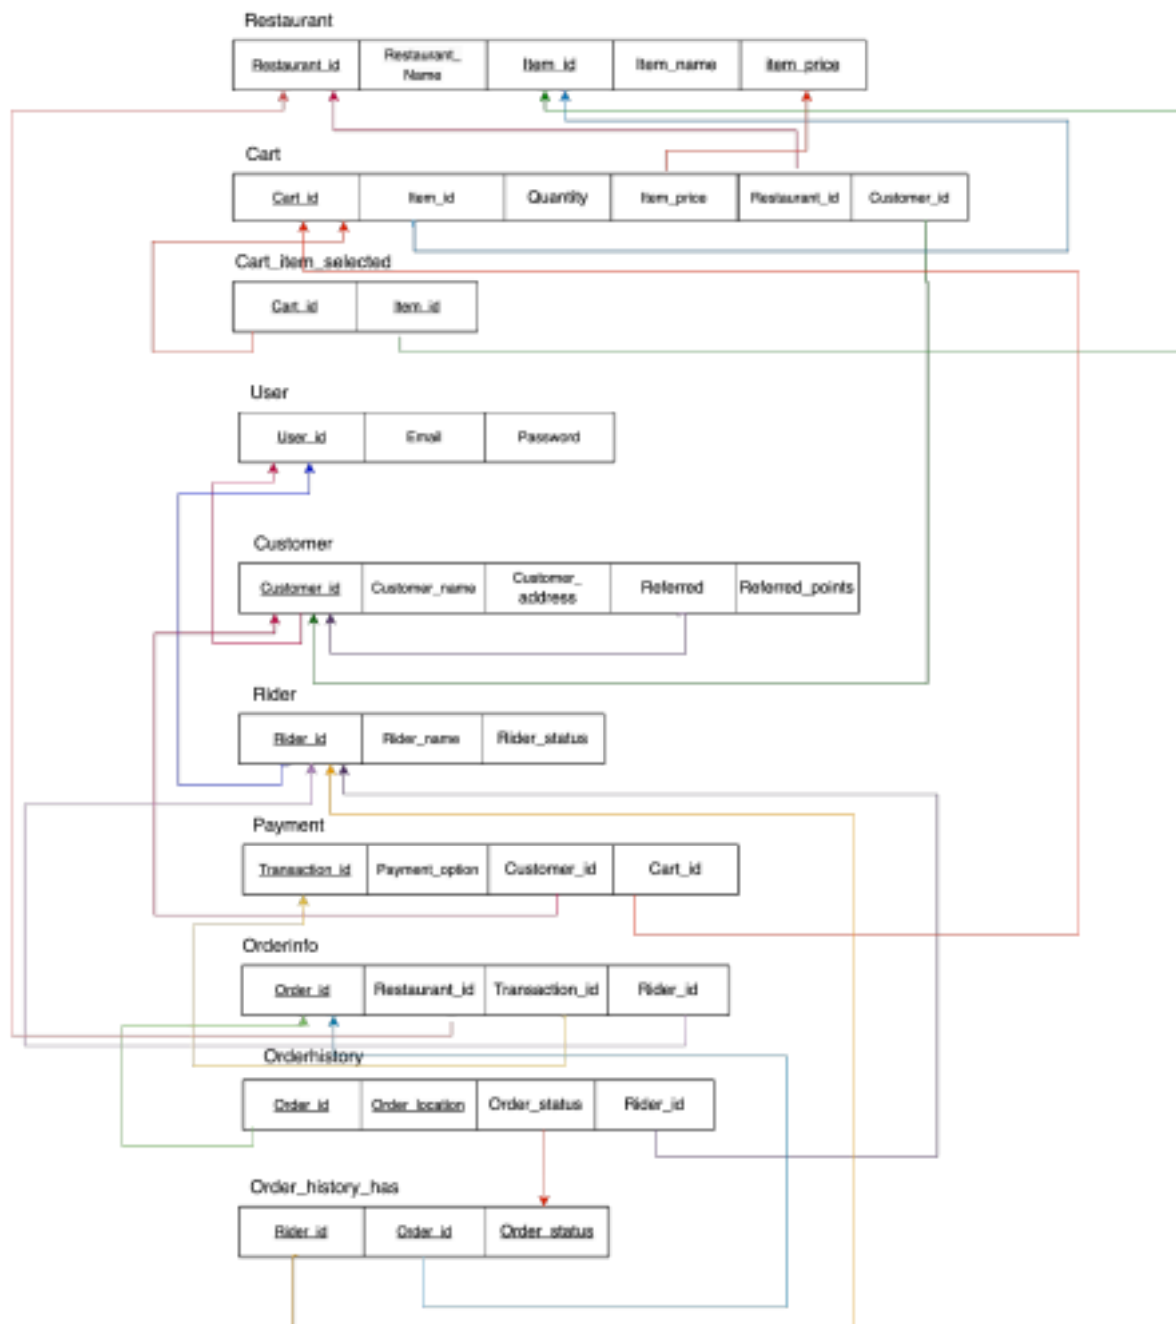 Restaurant
Restaurant_id
Restaurant_
Name
Item_id
Item_name
item_price
Cart
Cart_id
Item_id
Quantity
Item_price
Restaurant_id
Customer_id
Cart_item_selected
Cart_id
Item_id
User
User_id
Email
Password
Customer
Customer_id
Customer_name
Customer_
address
Referred
Referred_points
Rider
Rider_id
Rider_name
Rider_status
Payment
Transaction_id
Payment_option
Customer_id
Cart_id
Orderinfo
Order_id
Restaurant_id
Transaction_id
Rider_id
Orderhistory
Order_id
Order_location
Order_status
Rider_id
Order_history_has
Rider_id
Order_id
Order_status